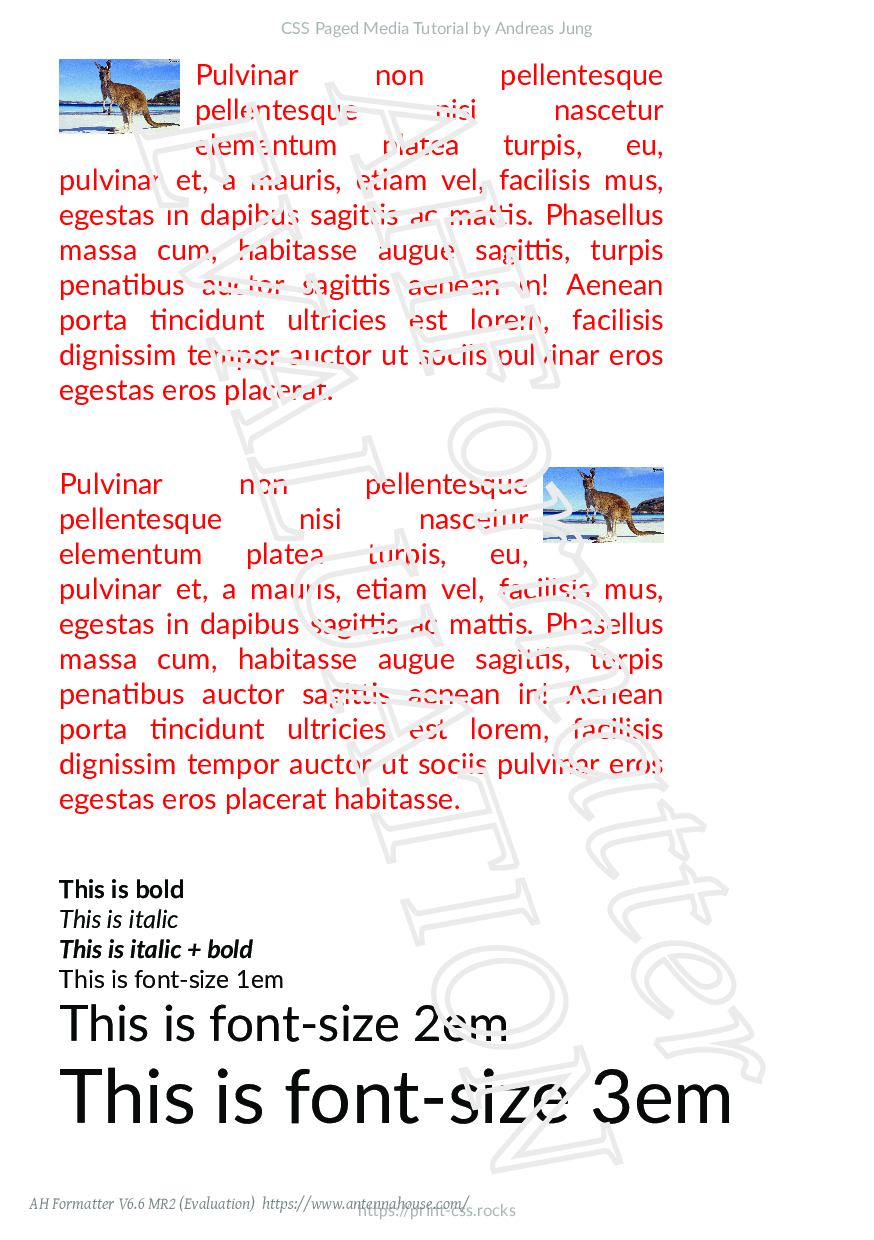 CSS Paged Media Tutorial by Andreas Jung
Pulvinar non pellentesque
pellentesque nisi nascetur
elementum platea turpis, eu,
pulvinar et, a mauris, etiam vel, facilisis mus,
egestas in dapibus sagittis ac mattis. Phasellus
massa cum, habitasse augue sagittis, turpis
penatibus auctor sagittis aenean in! Aenean
porta tincidunt ultricies est lorem, facilisis
dignissim tempor auctor ut sociis pulvinar eros
egestas eros placerat.
Pulvinar non pellentesque
pellentesque nisi nascetur
elementum platea turpis, eu,
pulvinar et, a mauris, etiam vel, facilisis mus,
egestas in dapibus sagittis ac mattis. Phasellus
massa cum, habitasse augue sagittis, turpis
penatibus auctor sagittis aenean in! Aenean
porta tincidunt ultricies est lorem, facilisis
dignissim tempor auctor ut sociis pulvinar eros
egestas eros placerat habitasse.
This is bold
This is italic
This is italic + bold
This is font-size 1em
This is font-size 2em
This is font-size 3em
AH Formatter
EVALUATION
AH Formatter V6.6 MR2 (Evaluation) https://www.antennahouse.com/
https://print-css.rocks